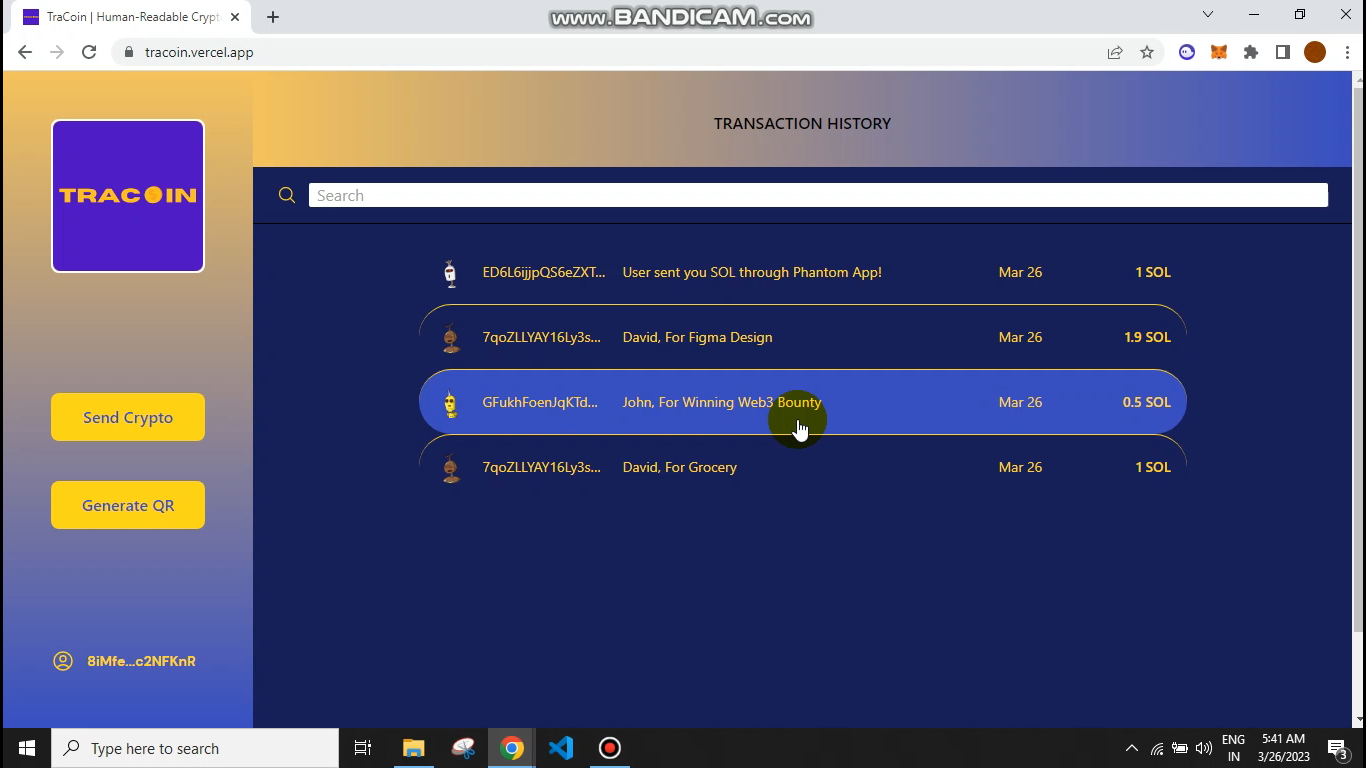 TraCoin | Human-Readable Crypt
www.BANDICAM.com
tracoin.vercel.app
TRACOIN
TRANSACTION HISTORY
Search
ED6L6ijjpQS6eZXT... User sent you SOL through Phantom App! Mar 26 1 SOL
7qoZLLYAY16Ly3s... David, For Figma Design Mar 26 1.9 SOL
GFukhFoenJqKTd... John, For Winning Web3 Bounty Mar 26 0.5 SOL
7qoZLLYAY16Ly3s... David, For Grocery Mar 26 1 SOL
Send Crypto
Generate QR
8iMfe...c2NFKnR
Type here to search
ENG
IN
5:41 AM
3/26/2023
3